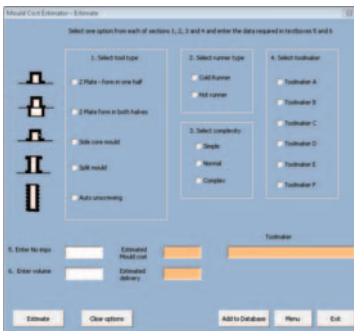 Mould Cost Estimator - Estimate
Select one option from each of sections 1, 2, 3 and 4 and enter the data required in textboxes 5 and 6
1. Select tool type
2 Plate - form in one half
2 Plate form in both halves
Side core mould
Split mould
Auto unscrewing
2. Select runner type
Cold Runner
Hot runner
3. Select complexity
Simple
Normal
Complex
4. Select toolmaker
Toolmaker A
Toolmaker B
Toolmaker C
Toolmaker D
Toolmaker E
Toolmaker F
Toolmaker
5. Enter No imps
Estimated
Mould cost
6. Enter volume
Estimated
delivery
Estimate
Clear options
Add to Database
Menu
Exit